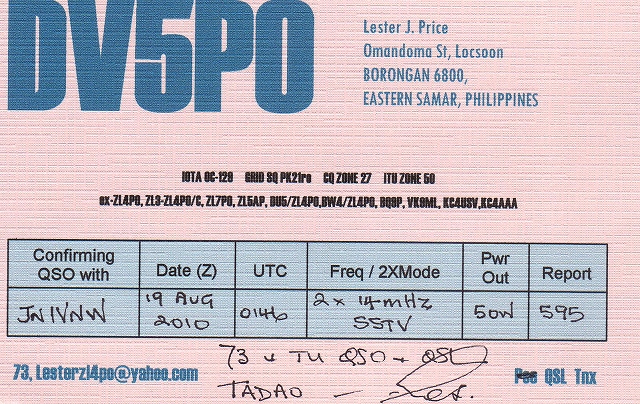 DV5PO
Lester J. Price
Omandoma St, Locsoon
BORONGAN 6800,
EASTERN SAMAR, PHILIPPINES
IOTA OC-129 GRID SQ PK21ro CQ ZONE 27 ITU ZONE 50
ex-ZL4PO, ZL3-ZL4PO/C, ZL7PO, ZL5AP, DU5/ZL4PO,BW4/ZL4PO, BQ9P, VK9ML, KC4USV,KC4AAA
Confirming QSO with Date (Z) UTC Freq / 2XMode Pwr Out Report
JN1VNW 19 AUG 2010 0146 2 x 14mHz SSTV 50W 595
73 & TU QSO + QSL
73, Lesterzl4po@yahoo.com Pse QSL Tnx
TADAO — Les.